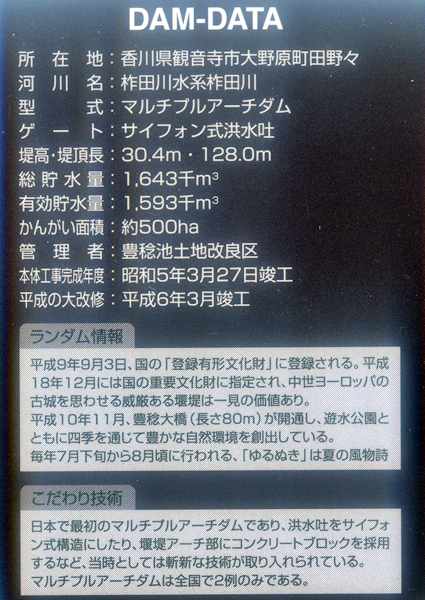 DAM-DATA
所在地：香川県観音寺市大野原町田野々
河川名：柞田川水系柞田川
型式：マルチプルアーチダム
ゲート：サイフォン式洪水吐
堤高・堤頂長：30.4m・128.0m
総貯水量：1,643千m³
有効貯水量：1,593千m³
かんがい面積：約500ha
管理者：豊稔池土地改良区
本体工事完成年度：昭和5年3月27日竣工
平成の大改修：平成6年3月竣工
ランダム情報
平成9年9月3日、国の「登録有形文化財」に登録される。平成
18年12月には国の重要文化財に指定され、中世ヨーロッパの
古城を思わせる威厳ある堰堤は一見の価値あり。
平成10年11月、豊稔大橋（長さ80m）が開通し、遊水公園と
ともに四季を通じて豊かな自然環境を創出している。
毎年7月下旬から8月頃に行われる、「ゆるぬき」は夏の風物詩
こだわり技術
日本で最初のマルチプルアーチダムであり、洪水吐をサイフォ
ン式構造にしたり、堰堤アーチ部にコンクリートブロックを採用
するなど、当時としては斬新な技術が取り入れられている。
マルチプルアーチダムは全国で2例のみである。